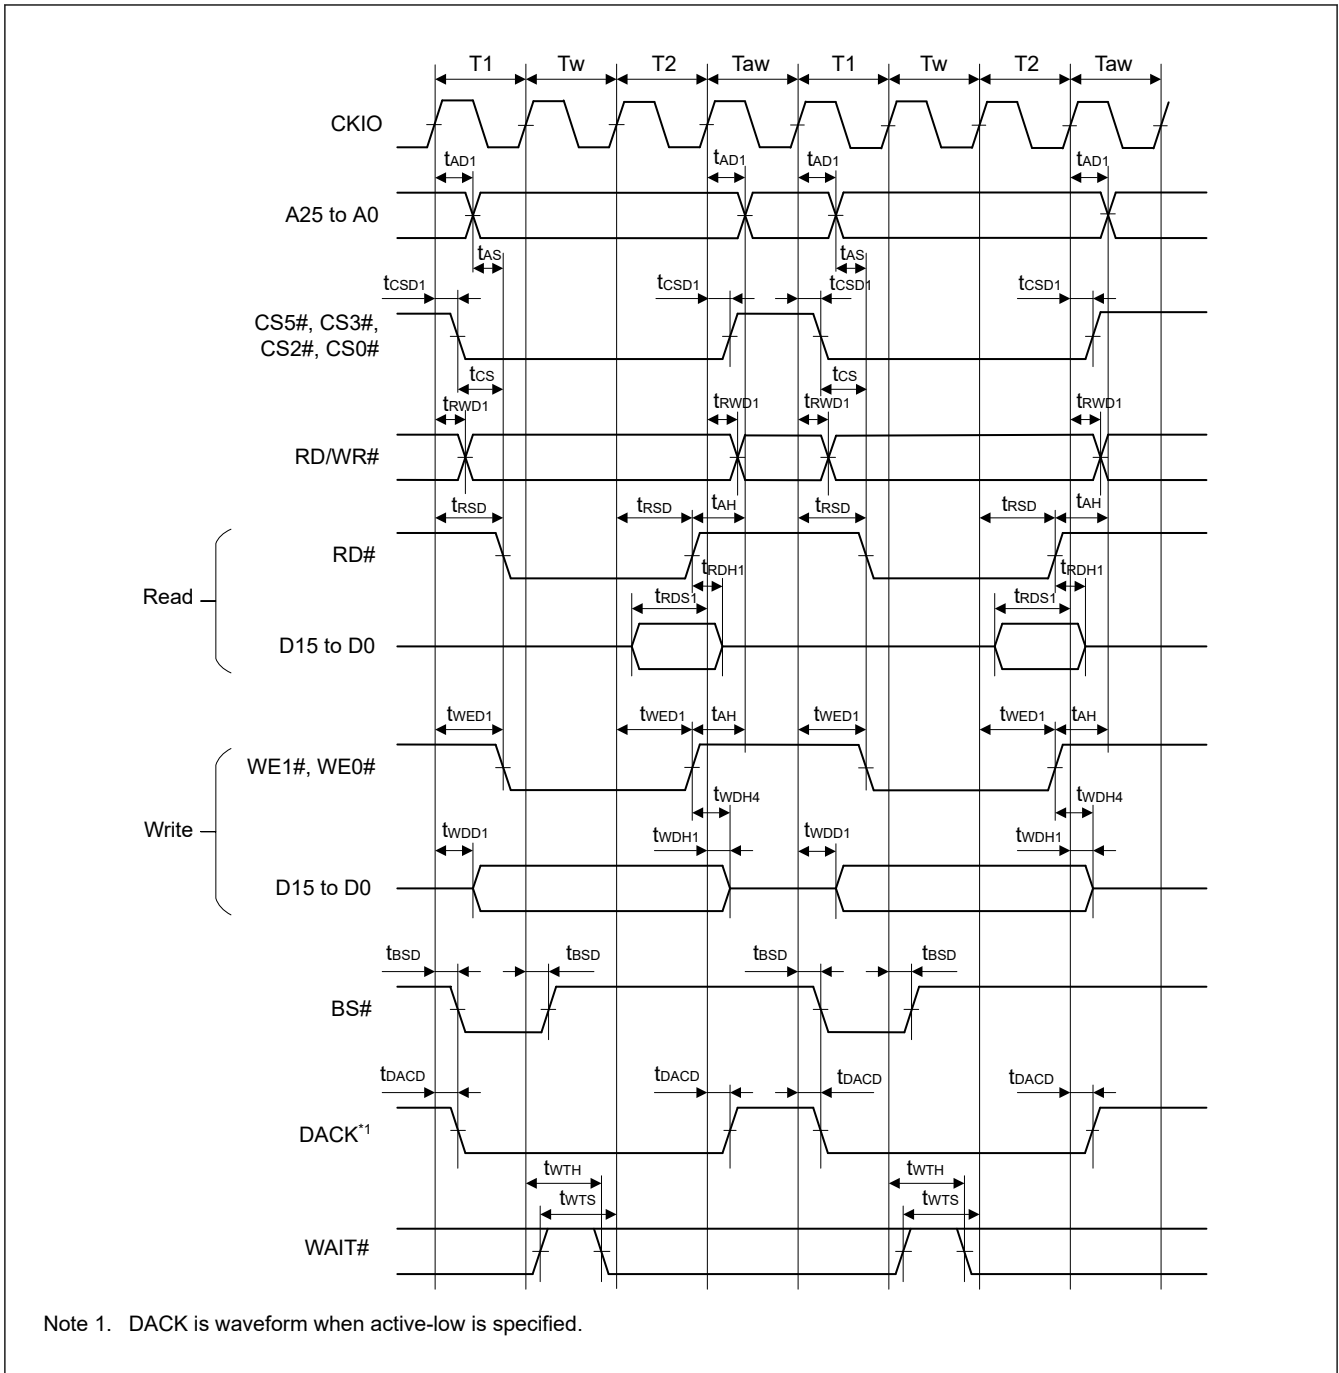 T1 Tw T2 Taw T1 Tw T2 Taw
CKIO
tAD1 tAD1 tAD1 tAD1
A25 to A0
tAS tAS
tCSD1 tCSD1 tCSD1 tCSD1
CS5#, CS3#,
CS2#, CS0#
tCS tCS
tRWD1 tRWD1 tRWD1 tRWD1
RD/WR#
tRSD tRSD tAH tRSD tRSD tAH
RD#
tRDH1 tRDH1
Read
tRDS1 tRDS1
D15 to D0
tWED1 tWED1 tAH tWED1 tWED1 tAH
WE1#, WE0#
tWDH4 tWDH4
Write
tWDD1 tWDH1 tWDD1 tWDH1
D15 to D0
tBSD tBSD tBSD tBSD
BS#
tDACD tDACD tDACD tDACD
DACK*1
tWTH tWTH
tWTS tWTS
WAIT#
Note 1. DACK is waveform when active-low is specified.